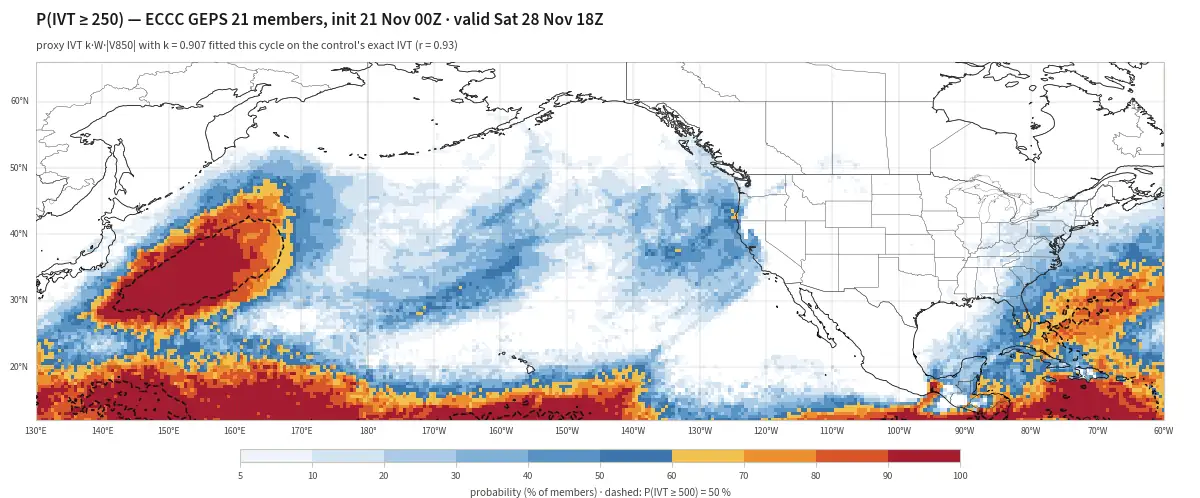 P(IVT ≥ 250) — ECCC GEPS 21 members, init 21 Nov 00Z · valid Sat 28 Nov 18Z
proxy IVT k·W·|V850| with k = 0.907 fitted this cycle on the control's exact IVT (r = 0.93)
60°N
50°N
40°N
30°N
20°N
130°E 140°E 150°E 160°E 170°E 180° 170°W 160°W 150°W 140°W 130°W 120°W 110°W 100°W 90°W 80°W 70°W 60°W
5 10 20 30 40 50 60 70 80 90 100
probability (% of members) · dashed: P(IVT ≥ 500) = 50 %